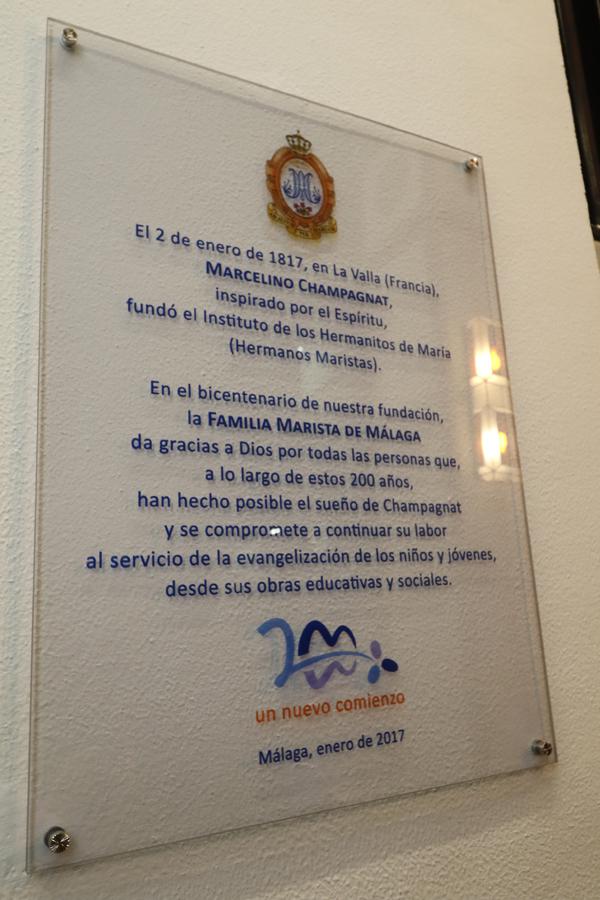 El 2 de enero de 1817, en La Valla (Francia),
MARCELINO CHAMPAGNAT,
inspirado por el Espíritu,
fundó el Instituto de los Hermanitos de María
(Hermanos Maristas).
En el bicentenario de nuestra fundación,
la FAMILIA MARISTA DE MÁLAGA
da gracias a Dios por todas las personas que,
a lo largo de estos 200 años,
han hecho posible el sueño de Champagnat
y se compromete a continuar su labor
al servicio de la evangelización de los niños y jóvenes,
desde sus obras educativas y sociales.
un nuevo comienzo
Málaga, enero de 2017